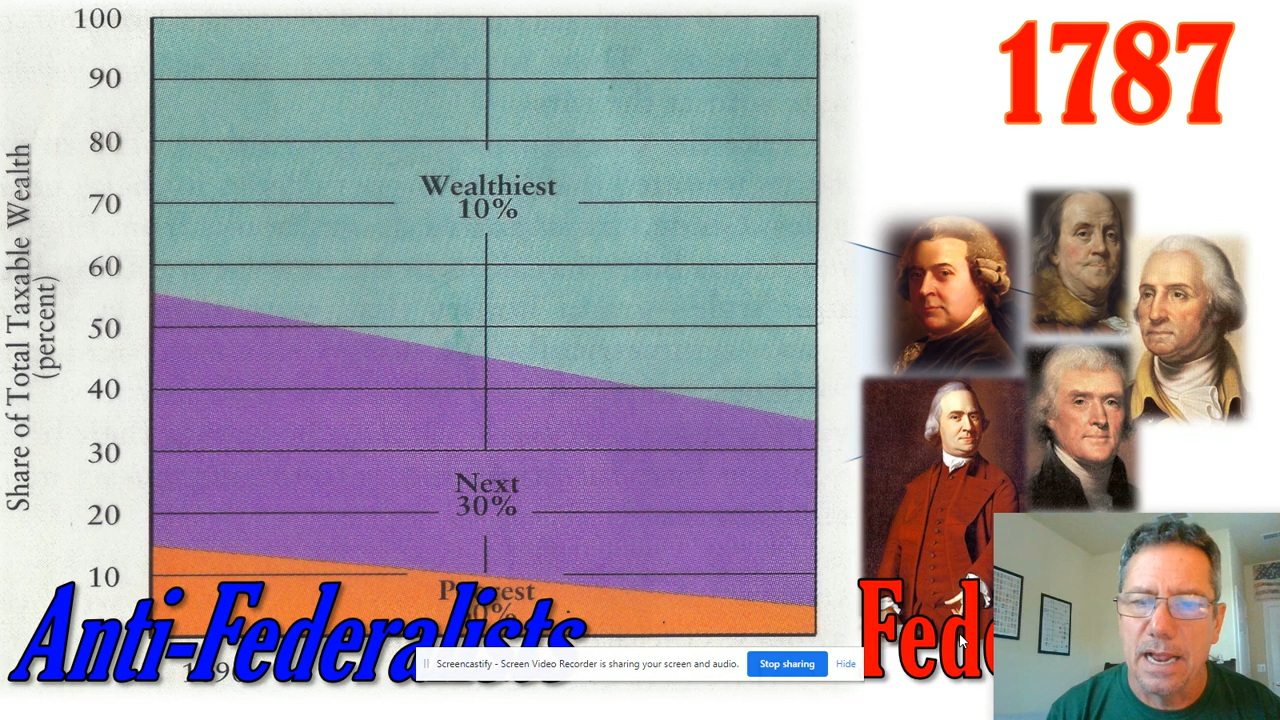 100
90
80
70
60
50
40
30
20
10
Share of Total Taxable Wealth
(percent)
Wealthiest
10%
Next
30%
1787
Anti-Federalists
Screencastify - Screen Video Recorder is sharing your screen and audio.
Stop sharing
Hide